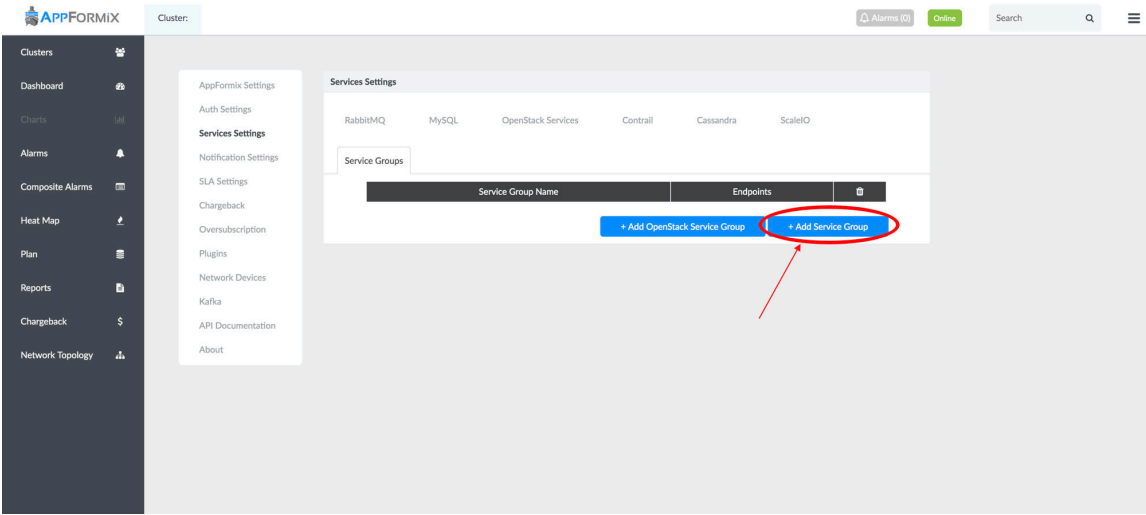 APPFORMIX
Cluster:
Alarms (0)
Online
Search
Clusters
Dashboard
Charts
Alarms
Composite Alarms
Heat Map
Plan
Reports
Chargeback
$
Network Topology
AppFormix Settings
Auth Settings
Services Settings
Notification Settings
SLA Settings
Chargeback
Oversubscription
Plugins
Network Devices
Kafka
API Documentation
About
Services Settings
RabbitMQ MySQL OpenStack Services Contrail Cassandra ScaleIO
Service Groups
Service Group Name Endpoints
+ Add OpenStack Service Group + Add Service Group